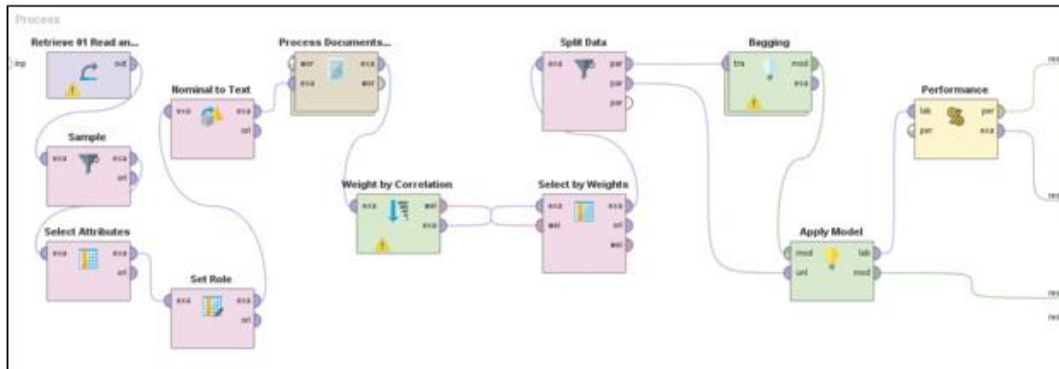 Process
inp
Retrieve 01 Read an...
out
Sample
exa exa
ori
Select Attributes
exa exa
ori
Set Role
exa exa
ori
Nominal to Text
exa exa
ori
Process Documents...
wor exa
exa wor
Weight by Correlation
exa wei
exa
Select by Weights
exa exa
wei ori
wei
Split Data
exa par
par
par
Bagging
tra mod
exa
Apply Model
mod lab
unl mod
Performance
lab per
per exa
res
res
res
res